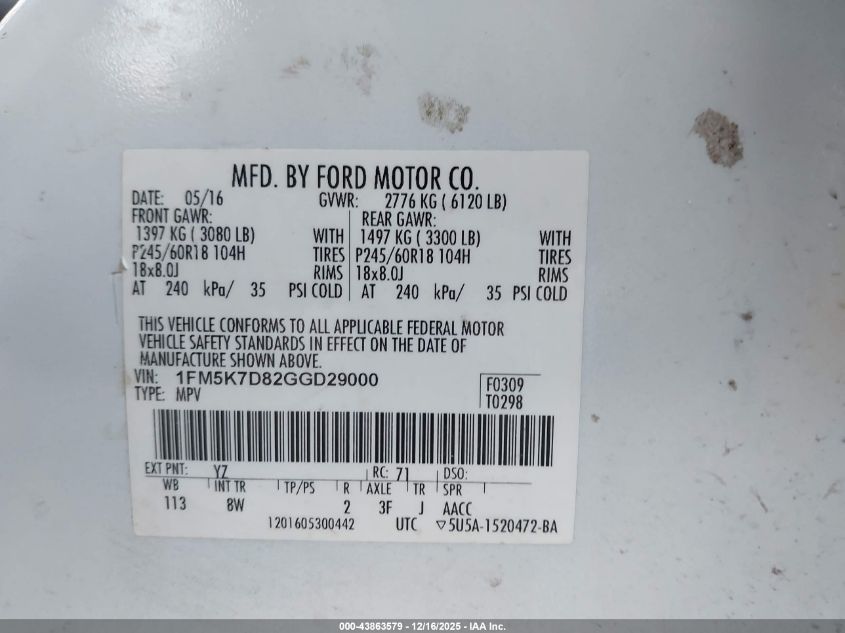 MFD. BY FORD MOTOR CO.
DATE: 05/16 GVWR: 2776 KG ( 6120 LB)
FRONT GAWR: REAR GAWR:
1397 KG ( 3080 LB) WITH 1497 KG ( 3300 LB) WITH
P245/60R18 104H TIRES P245/60R18 104H TIRES
18x8.0J RIMS 18x8.0J RIMS
AT 240 kPa/ 35 PSI COLD AT 240 kPa/ 35 PSI COLD
THIS VEHICLE CONFORMS TO ALL APPLICABLE FEDERAL MOTOR
VEHICLE SAFETY STANDARDS IN EFFECT ON THE DATE OF
MANUFACTURE SHOWN ABOVE.
VIN: 1FM5K7D82GGD29000 F0309
TYPE: MPV T0298
EXT PNT: YZ RC: 71 DSO:
WB INT TR TP/PS R AXLE TR SPR
113 8W 2 3F J AACC
1201605300442 UTC ▽5U5A-1520472-BA
000-43863579 - 12/16/2025 - IAA Inc.